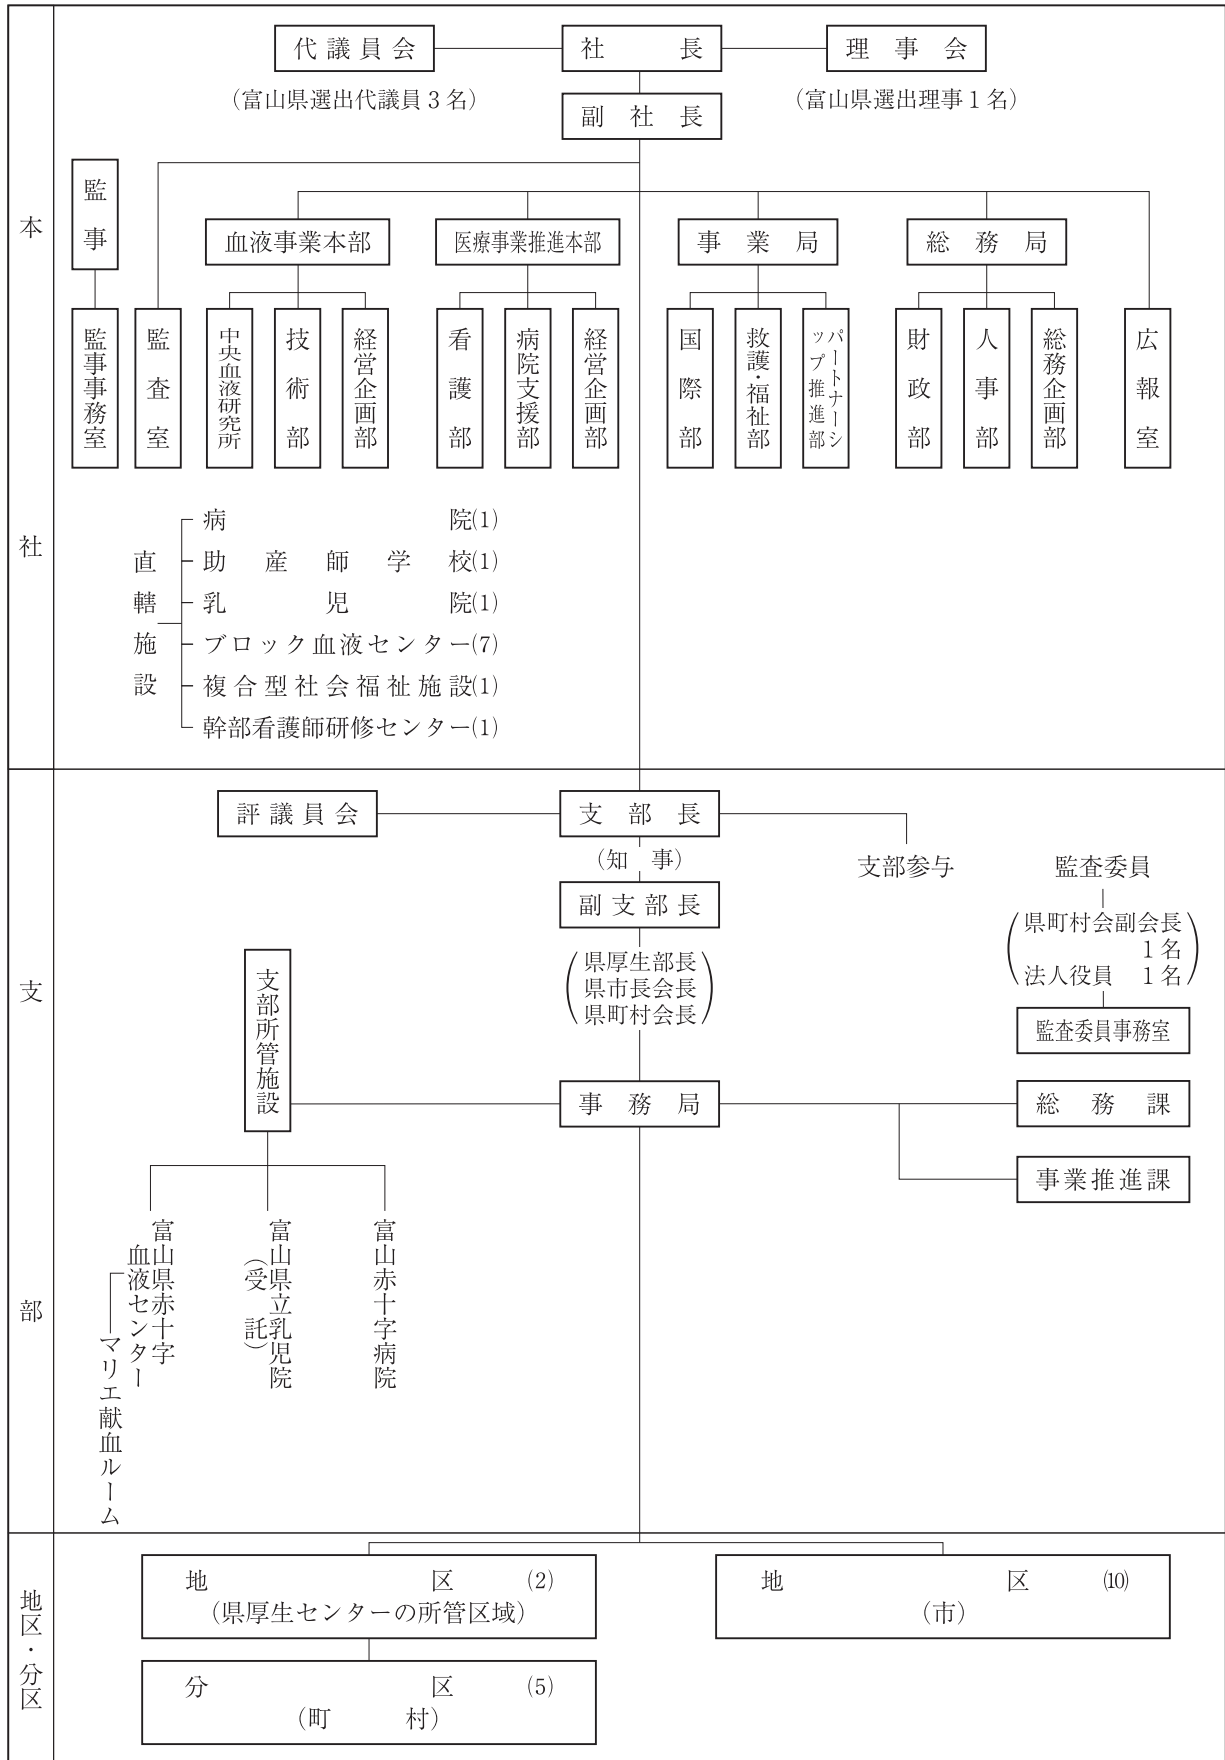 本社
代議員会
社長
理事会
（富山県選出代議員3名）
（富山県選出理事1名）
副社長
監事
血液事業本部
医療事業推進本部
事業局
総務局
監事事務室
監査室
中央血液研究所
技術部
経営企画部
看護部
病院支援部
経営企画部
国際部
救護・福祉部
パートナーシ
ップ推進部
財政部
人事部
総務企画部
広報室
直轄施設
病院(1)
助産師学校(1)
乳児院(1)
ブロック血液センター(7)
複合型社会福祉施設(1)
幹部看護師研修センター(1)
支部
評議員会
支部長
（知事）
支部参与
監査委員
副支部長
県町村会副会長
1名
法人役員 1名
県厚生部長
県市長会長
県町村会長
監査委員事務室
支部所管施設
事務局
総務課
事業推進課
富山県赤十字
血液センター
マリエ献血ルーム
富山県立乳児院
（受託）
富山赤十字病院
地区・分区
地区(2)
（県厚生センターの所管区域）
地区(10)
（市）
分区(5)
（町村）